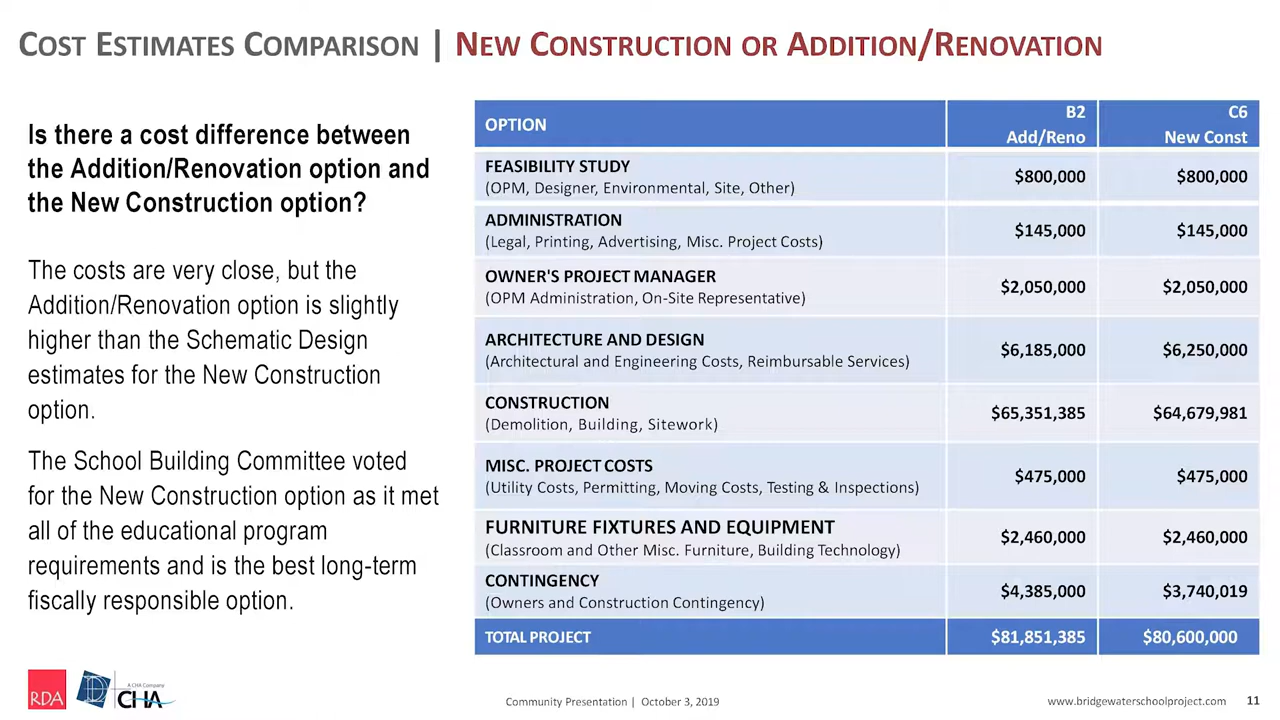 COST ESTIMATES COMPARISON | NEW CONSTRUCTION OR ADDITION/RENOVATION
Is there a cost difference between
the Addition/Renovation option and
the New Construction option?
The costs are very close, but the
Addition/Renovation option is slightly
higher than the Schematic Design
estimates for the New Construction
option.
The School Building Committee voted
for the New Construction option as it met
all of the educational program
requirements and is the best long-term
fiscally responsible option.
OPTION
B2
Add/Reno
C6
New Const
FEASIBILITY STUDY
(OPM, Designer, Environmental, Site, Other)
$800,000
$800,000
ADMINISTRATION
(Legal, Printing, Advertising, Misc. Project Costs)
$145,000
$145,000
OWNER'S PROJECT MANAGER
(OPM Administration, On-Site Representative)
$2,050,000
$2,050,000
ARCHITECTURE AND DESIGN
(Architectural and Engineering Costs, Reimbursable Services)
$6,185,000
$6,250,000
CONSTRUCTION
(Demolition, Building, Sitework)
$65,351,385
$64,679,981
MISC. PROJECT COSTS
(Utility Costs, Permitting, Moving Costs, Testing & Inspections)
$475,000
$475,000
FURNITURE FIXTURES AND EQUIPMENT
(Classroom and Other Misc. Furniture, Building Technology)
$2,460,000
$2,460,000
CONTINGENCY
(Owners and Construction Contingency)
$4,385,000
$3,740,019
TOTAL PROJECT
$81,851,385
$80,600,000
RDA
A CHA Company
CHA
Community Presentation | October 3, 2019
www.bridgewaterschoolproject.com 11